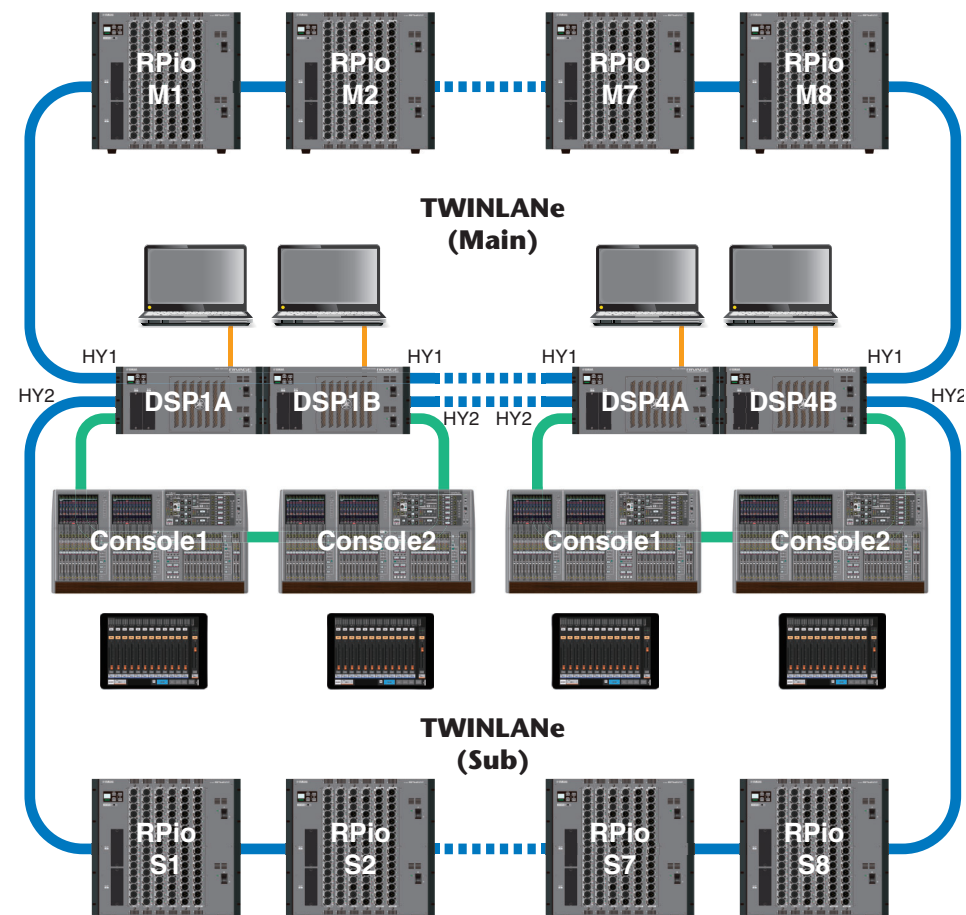 RPio
M1
RPio
M2
RPio
M7
RPio
M8
TWINLANe
(Main)
HY1
HY1
HY1
HY1
HY2
DSP1A
DSP1B
DSP4A
DSP4B
HY2
HY2
HY2
Console1
Console2
Console1
Console2
TWINLANe
(Sub)
RPio
S1
RPio
S2
RPio
S7
RPio
S8